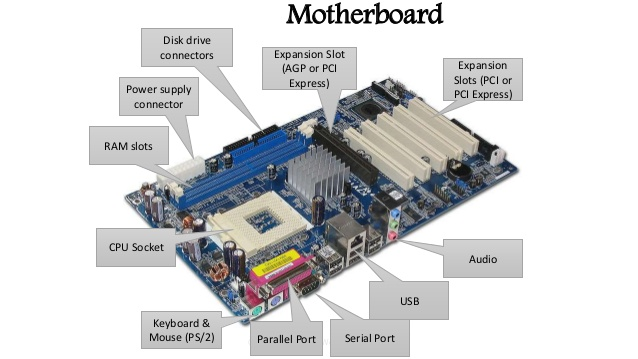 Motherboard
Disk drive
connectors
Expansion Slot
(AGP or PCI
Express)
Expansion
Slots (PCI or
PCI Express)
Power supply
connector
RAM slots
CPU Socket
Audio
USB
Keyboard &
Mouse (PS/2)
Parallel Port
Serial Port